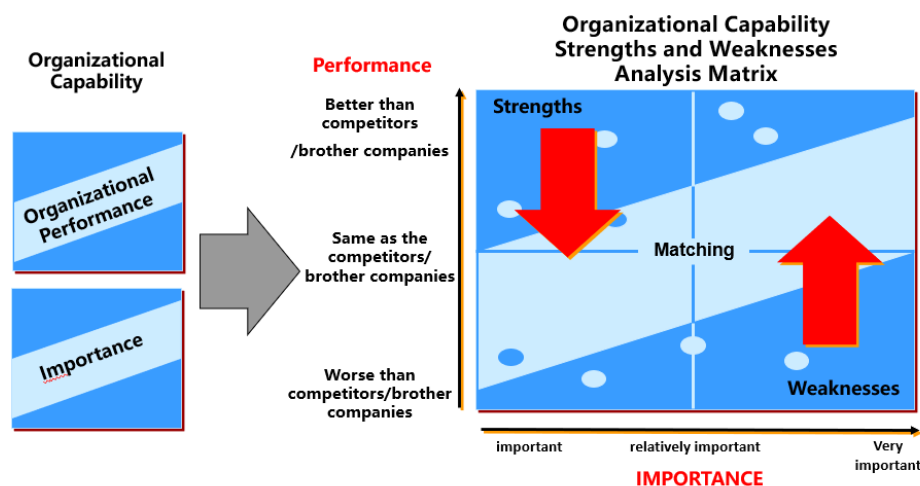 Organizational
Capability
Organizational
Performance
Importance
Performance
Better than
competitors
/brother companies
Same as the
competitors/
brother companies
Worse than
competitors/brother
companies
Organizational Capability
Strengths and Weaknesses
Analysis Matrix
Strengths
Matching
Weaknesses
important
relatively important
Very
important
IMPORTANCE